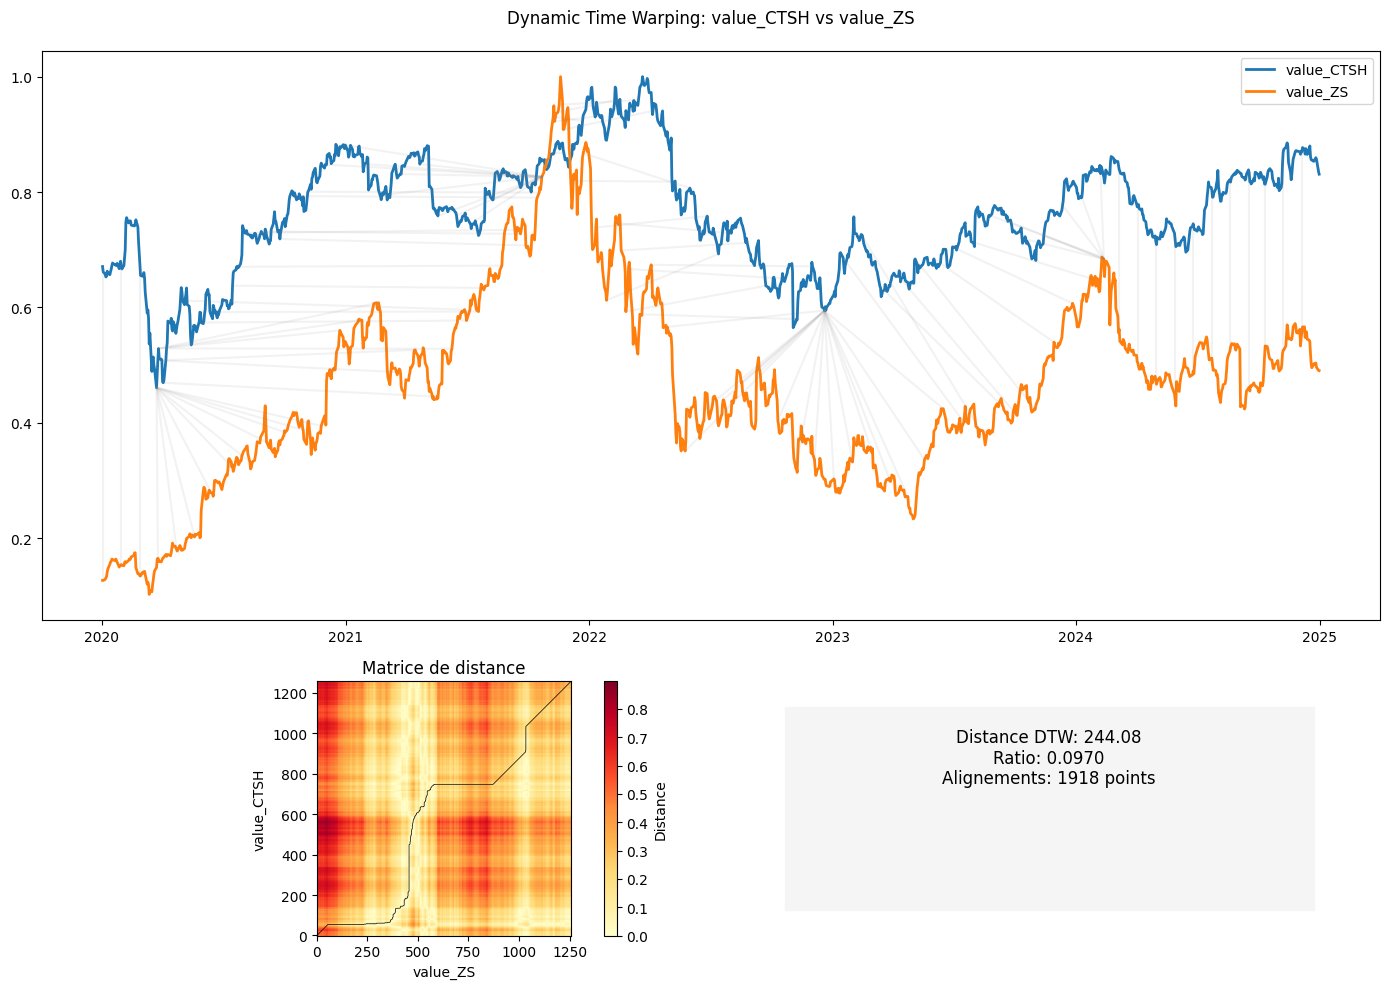 Dynamic Time Warping: value_CTSH vs value_ZS
value_CTSH
value_ZS
1.0
0.8
0.6
0.4
0.2
2020 2021 2022 2023 2024 2025
Matrice de distance
value_CTSH
1200
1000
800
600
400
200
0
0 250 500 750 1000 1250
value_ZS
0.8
0.7
0.6
0.5
0.4
0.3
0.2
0.1
0.0
Distance
Distance DTW: 244.08
Ratio: 0.0970
Alignements: 1918 points